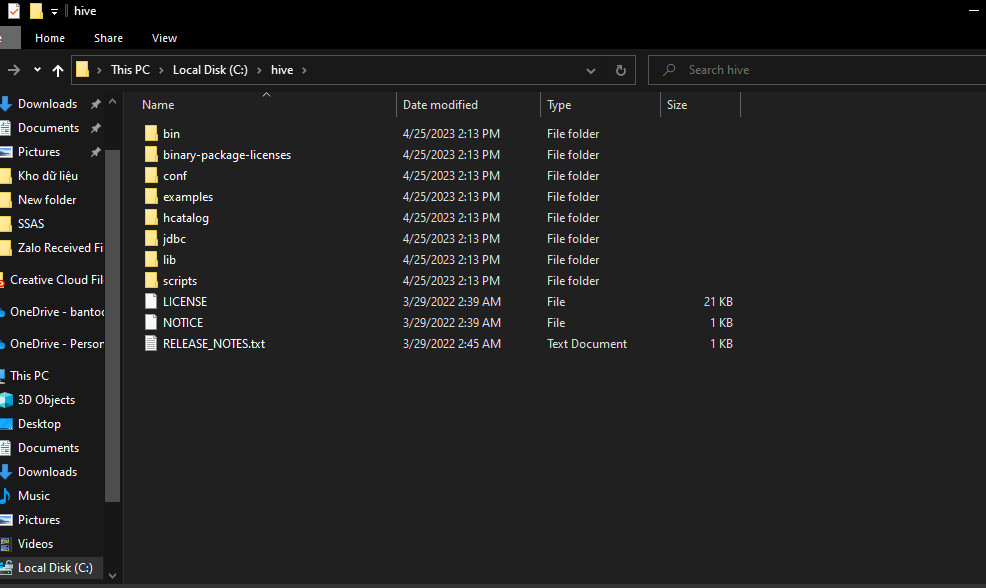 hive
Home Share View
This PC Local Disk (C:) hive
Search hive
Downloads
Documents
Pictures
Kho dữ liệu
New folder
SSAS
Zalo Received Fi
Creative Cloud Fil
OneDrive - bantoc
OneDrive - Person
This PC
3D Objects
Desktop
Documents
Downloads
Music
Pictures
Videos
Local Disk (C:)
Name Date modified Type Size
bin 4/25/2023 2:13 PM File folder
binary-package-licenses 4/25/2023 2:13 PM File folder
conf 4/25/2023 2:13 PM File folder
examples 4/25/2023 2:13 PM File folder
hcatalog 4/25/2023 2:13 PM File folder
jdbc 4/25/2023 2:13 PM File folder
lib 4/25/2023 2:13 PM File folder
scripts 4/25/2023 2:13 PM File folder
LICENSE 3/29/2022 2:39 AM File 21 KB
NOTICE 3/29/2022 2:39 AM File 1 KB
RELEASE_NOTES.txt 3/29/2022 2:45 AM Text Document 1 KB